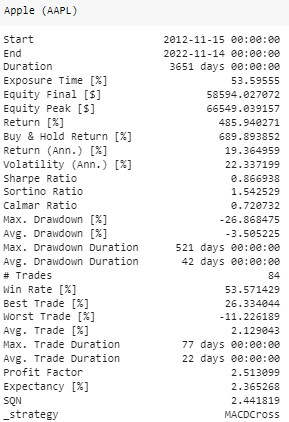 Apple (AAPL)
Start 2012-11-15 00:00:00
End 2022-11-14 00:00:00
Duration 3651 days 00:00:00
Exposure Time [%] 53.59555
Equity Final [$] 58594.027072
Equity Peak [$] 66549.039157
Return [%] 485.940271
Buy & Hold Return [%] 689.893852
Return (Ann.) [%] 19.364959
Volatility (Ann.) [%] 22.337199
Sharpe Ratio 0.866938
Sortino Ratio 1.542529
Calmar Ratio 0.720732
Max. Drawdown [%] -26.868475
Avg. Drawdown [%] -3.505225
Max. Drawdown Duration 521 days 00:00:00
Avg. Drawdown Duration 42 days 00:00:00
# Trades 84
Win Rate [%] 53.571429
Best Trade [%] 26.334044
Worst Trade [%] -11.226189
Avg. Trade [%] 2.129043
Max. Trade Duration 77 days 00:00:00
Avg. Trade Duration 22 days 00:00:00
Profit Factor 2.513099
Expectancy [%] 2.365268
SQN 2.441819
_strategy MACDCross